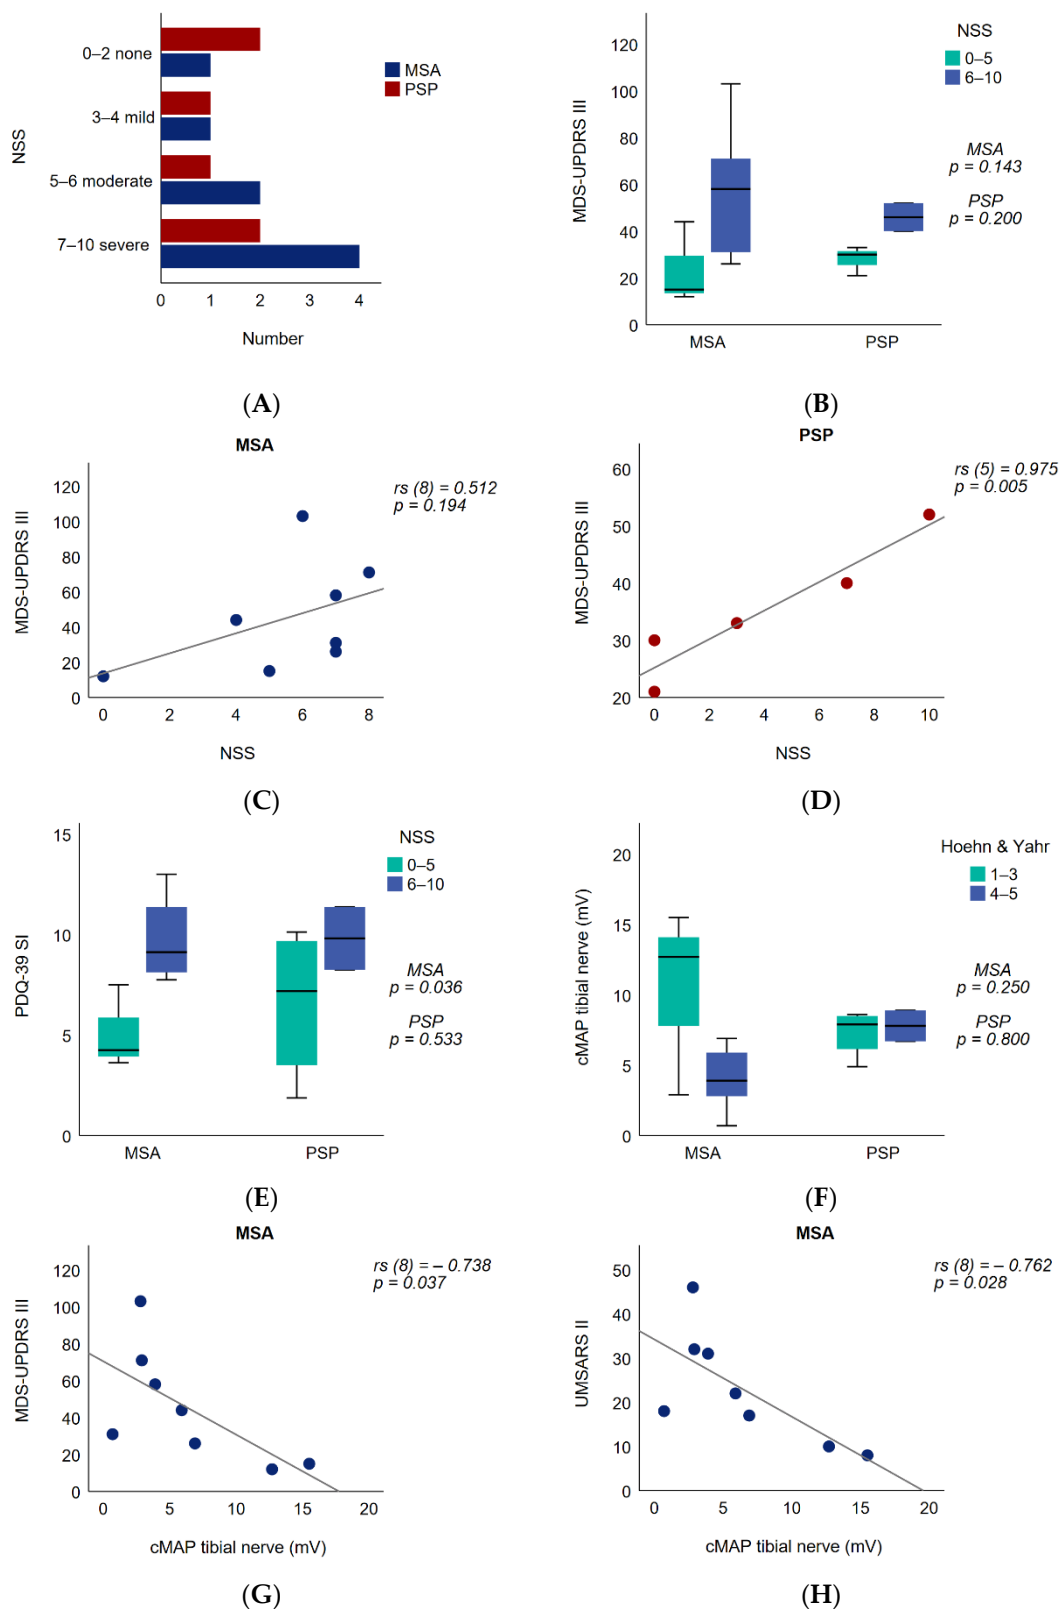 0–2 none
3–4 mild
5–6 moderate
7–10 severe
NSS
0 1 2 3 4
Number
MSA
PSP
(A)
120
100
80
60
40
20
0
MDS-UPDRS III
MSA PSP
NSS
0–5
6–10
MSA
p = 0.143
PSP
p = 0.200
(B)
MSA
120
100
80
60
40
20
0
MDS-UPDRS III
0 2 4 6 8
NSS
rs (8) = 0.512
p = 0.194
(C)
PSP
60
50
40
30
20
MDS-UPDRS III
0 2 4 6 8 10
NSS
rs (5) = 0.975
p = 0.005
(D)
15
10
5
0
PDQ-39 SI
MSA PSP
NSS
0–5
6–10
MSA
p = 0.036
PSP
p = 0.533
(E)
20
15
10
5
0
cMAP tibial nerve (mV)
MSA PSP
Hoehn & Yahr
1–3
4–5
MSA
p = 0.250
PSP
p = 0.800
(F)
MSA
120
100
80
60
40
20
0
MDS-UPDRS III
0 5 10 15 20
cMAP tibial nerve (mV)
rs (8) = – 0.738
p = 0.037
(G)
MSA
50
40
30
20
10
0
UMSARS II
0 5 10 15 20
cMAP tibial nerve (mV)
rs (8) = – 0.762
p = 0.028
(H)